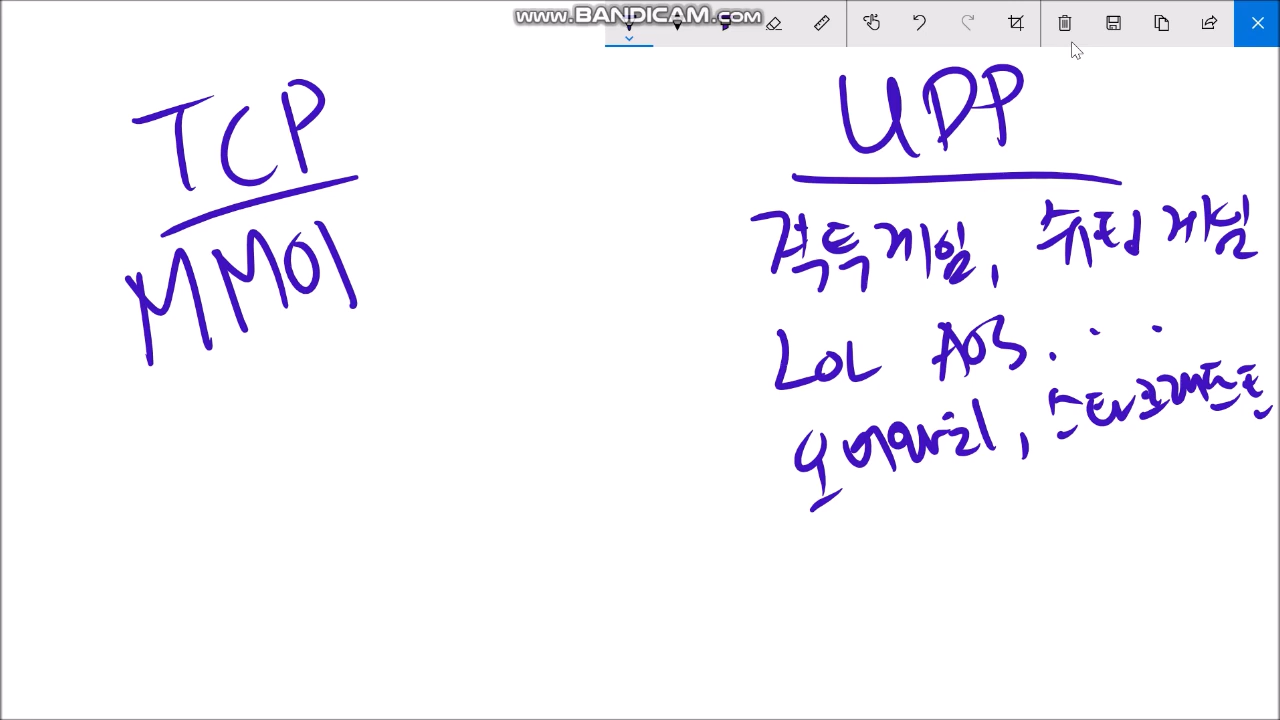 www.BANDICAM.com
TCP
MMO
UDP
격투게임, 슈팅 게임
LOL AOS . . .
오버워치, 스타크래프트